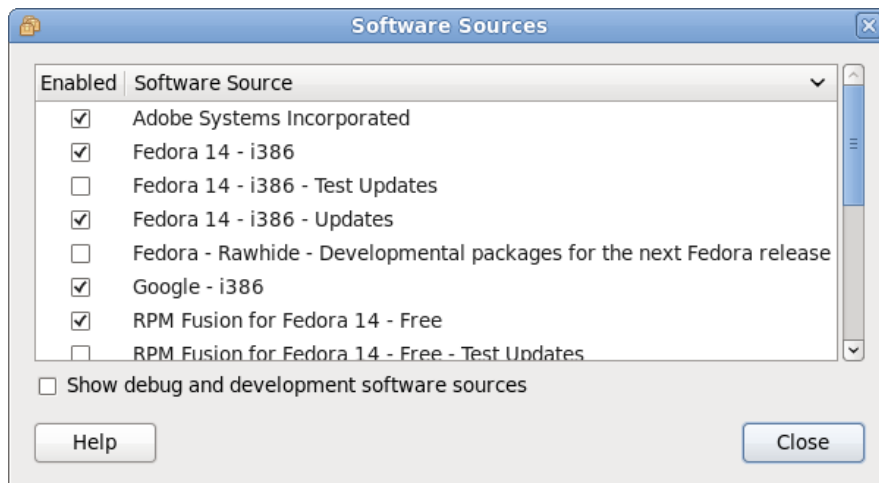 Software Sources
Enabled Software Source
Adobe Systems Incorporated
Fedora 14 - i386
Fedora 14 - i386 - Test Updates
Fedora 14 - i386 - Updates
Fedora - Rawhide - Developmental packages for the next Fedora release
Google - i386
RPM Fusion for Fedora 14 - Free
RPM Fusion for Fedora 14 - Free - Test Updates
Show debug and development software sources
Help Close